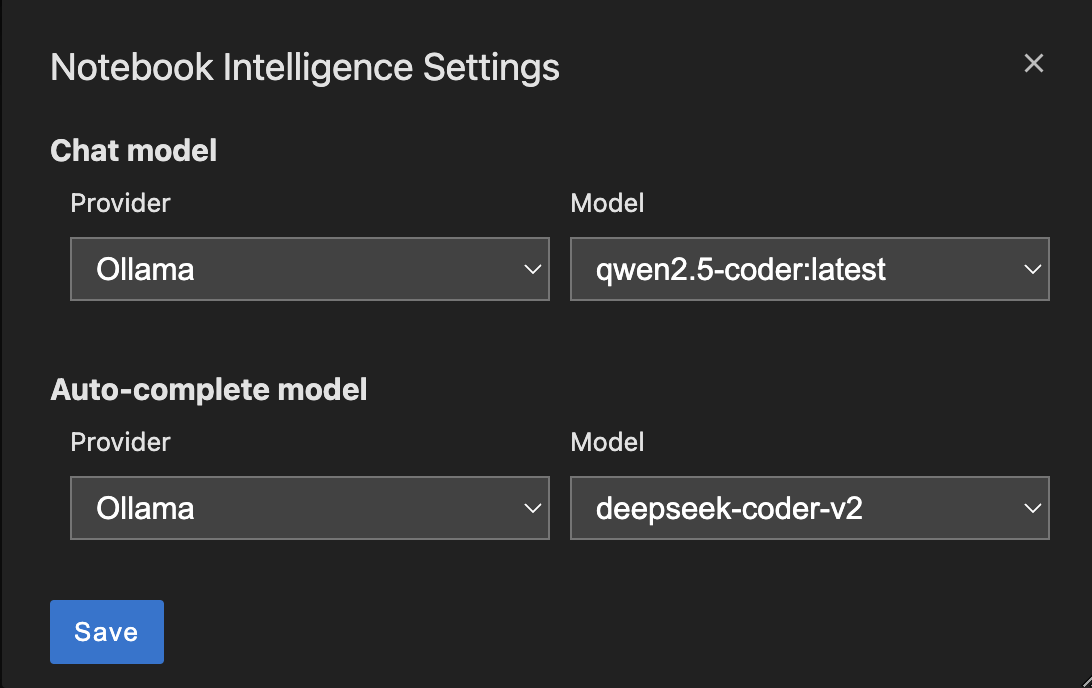 Notebook Intelligence Settings
Chat model
Provider Model
Ollama qwen2.5-coder:latest
Auto-complete model
Provider Model
Ollama deepseek-coder-v2
Save